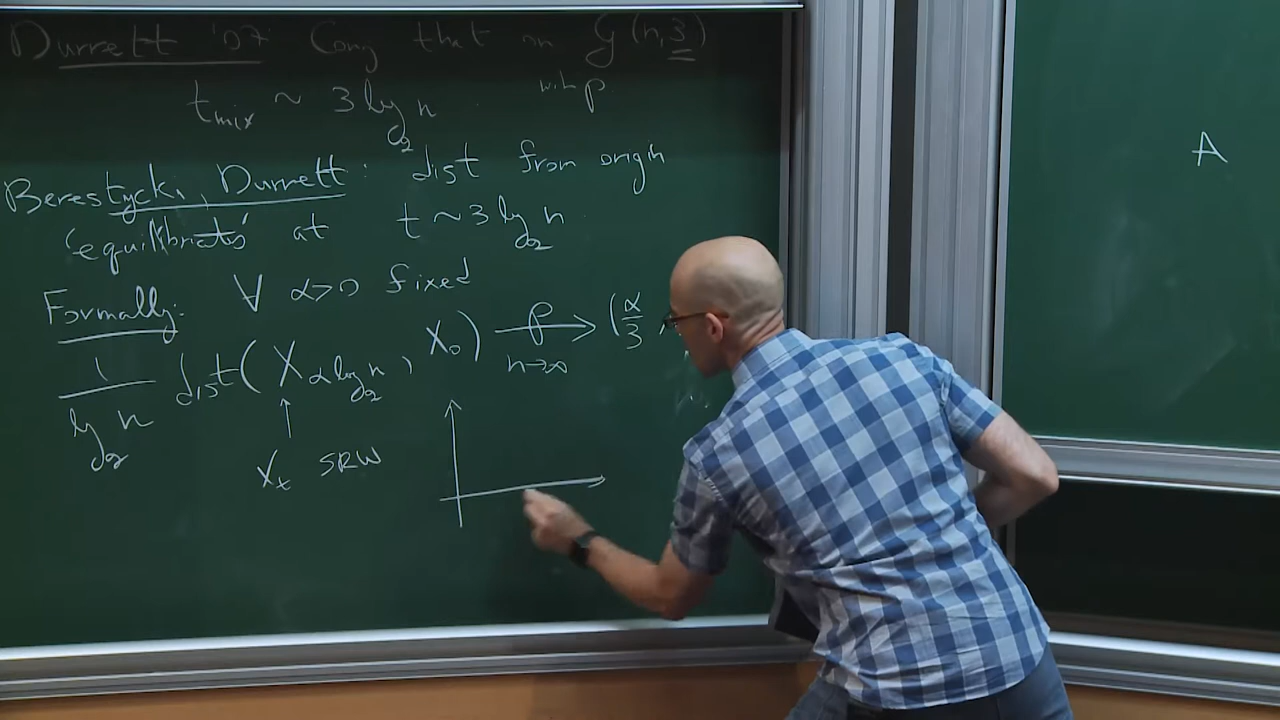 Durrett '07 Conj that on G(n,3)
t_mix ~ 3 log_2 n w.h.p
Berestycki, Durrett: dist from origin
'equilibrates' at t ~ 3 log_2 n
Formally: ∀ α>0 fixed
1/log_2 n dist(X_{α log_2 n}, X_0) →^p_{n→∞} (α/3
X_t SRW
A